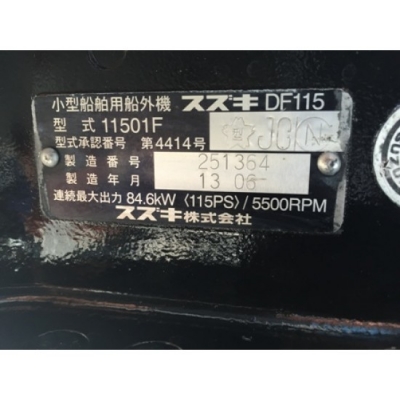 小型船舶用船外機 スズキ DF115
型式 11501F
型式承認番号 第4414号 JCI
製造番号 251364
製造年月 13 06
連続最大出力 84.6kW〈115PS〉/5500RPM
スズキ株式会社